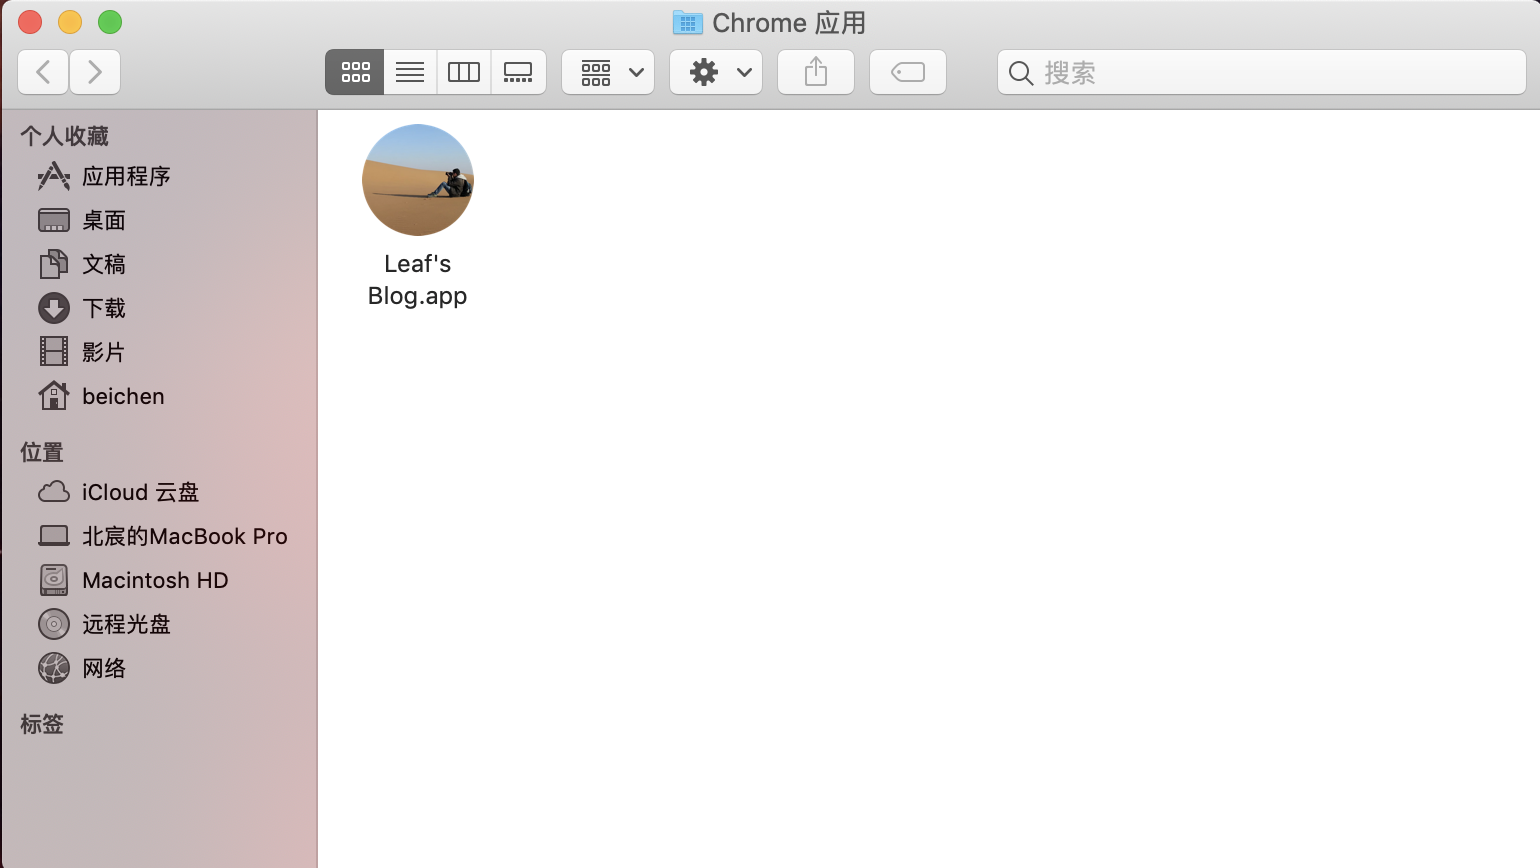 Chrome 应用
搜索
个人收藏
应用程序
桌面
文稿
下载
影片
beichen
位置
iCloud 云盘
北宸的MacBook Pro
Macintosh HD
远程光盘
网络
标签
Leaf's
Blog.app